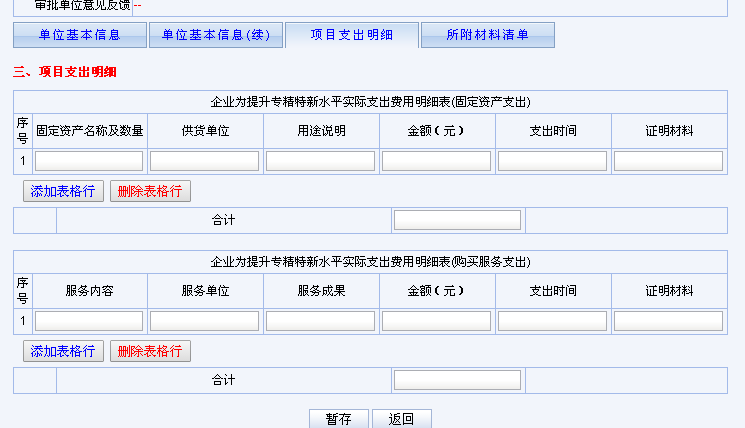 审批单位意见反馈 --
单位基本信息 单位基本信息(续) 项目支出明细 所附材料清单
三、项目支出明细
企业为提升专精特新水平实际支出费用明细表(固定资产支出)
序号 固定资产名称及数量 供货单位 用途说明 金额(元) 支出时间 证明材料
1
添加表格行 删除表格行
合计
企业为提升专精特新水平实际支出费用明细表(购买服务支出)
序号 服务内容 服务单位 服务成果 金额(元) 支出时间 证明材料
1
添加表格行 删除表格行
合计
暂存 返回